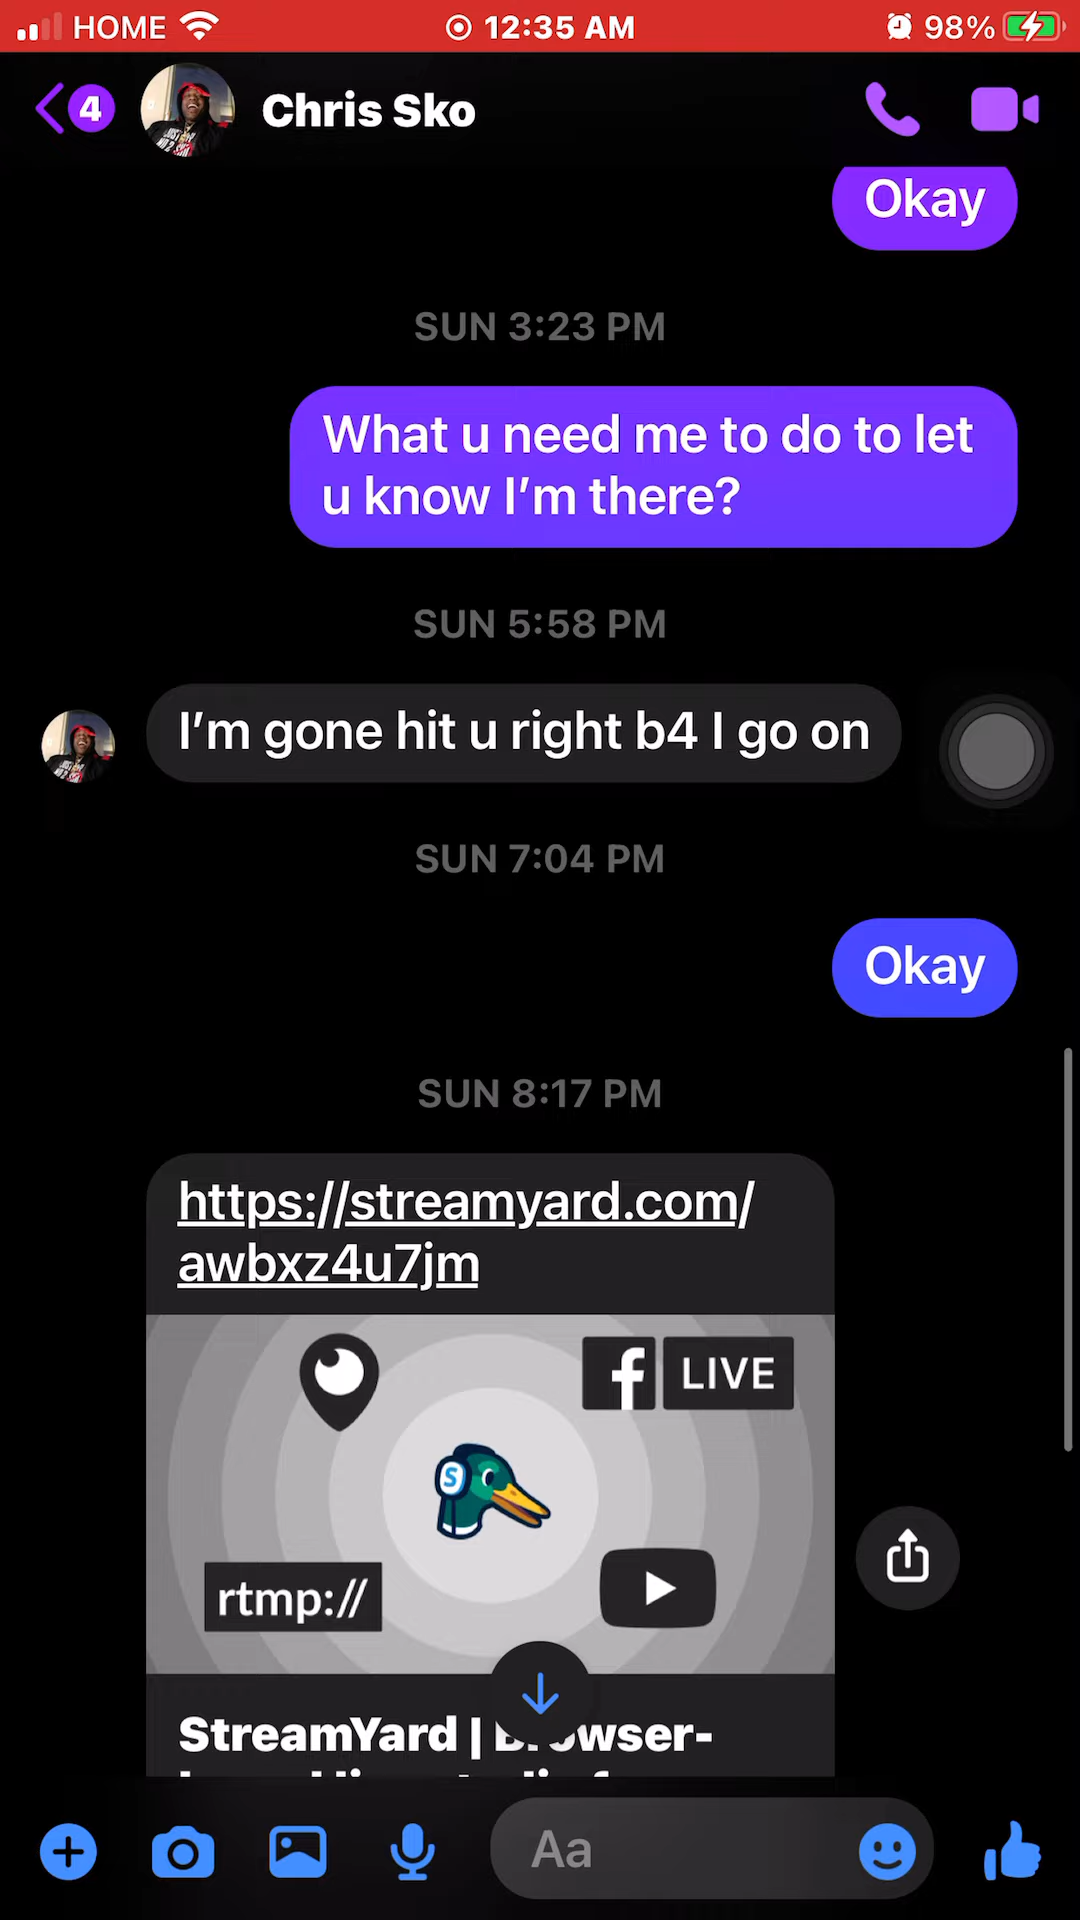 HOME 12:35 AM 98%
4 Chris Sko
Okay
SUN 3:23 PM
What u need me to do to let
u know I'm there?
SUN 5:58 PM
I'm gone hit u right b4 I go on
SUN 7:04 PM
Okay
SUN 8:17 PM
https://streamyard.com/
awbxz4u7jm
f LIVE
S
rtmp://
StreamYard |
Aa